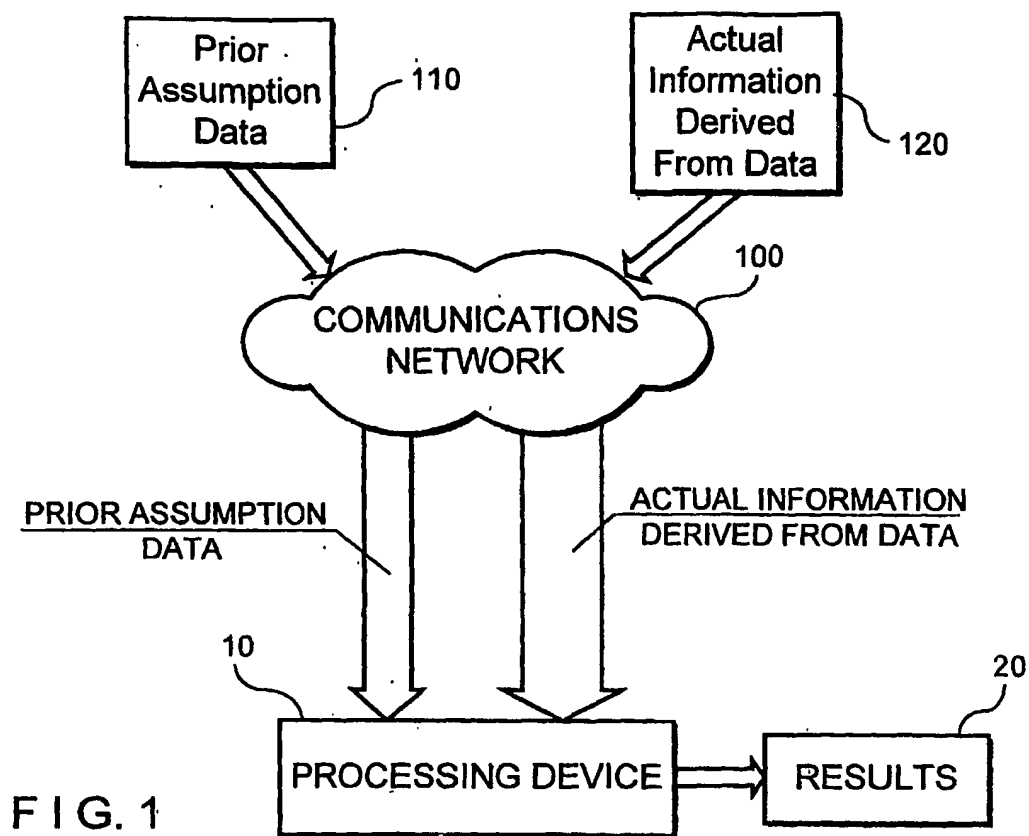 Prior
Assumption
Data
110
Actual
Information
Derived
From Data
120
100
COMMUNICATIONS
NETWORK
PRIOR ASSUMPTION
DATA
ACTUAL INFORMATION
DERIVED FROM DATA
10
20
PROCESSING DEVICE
RESULTS
FIG. 1